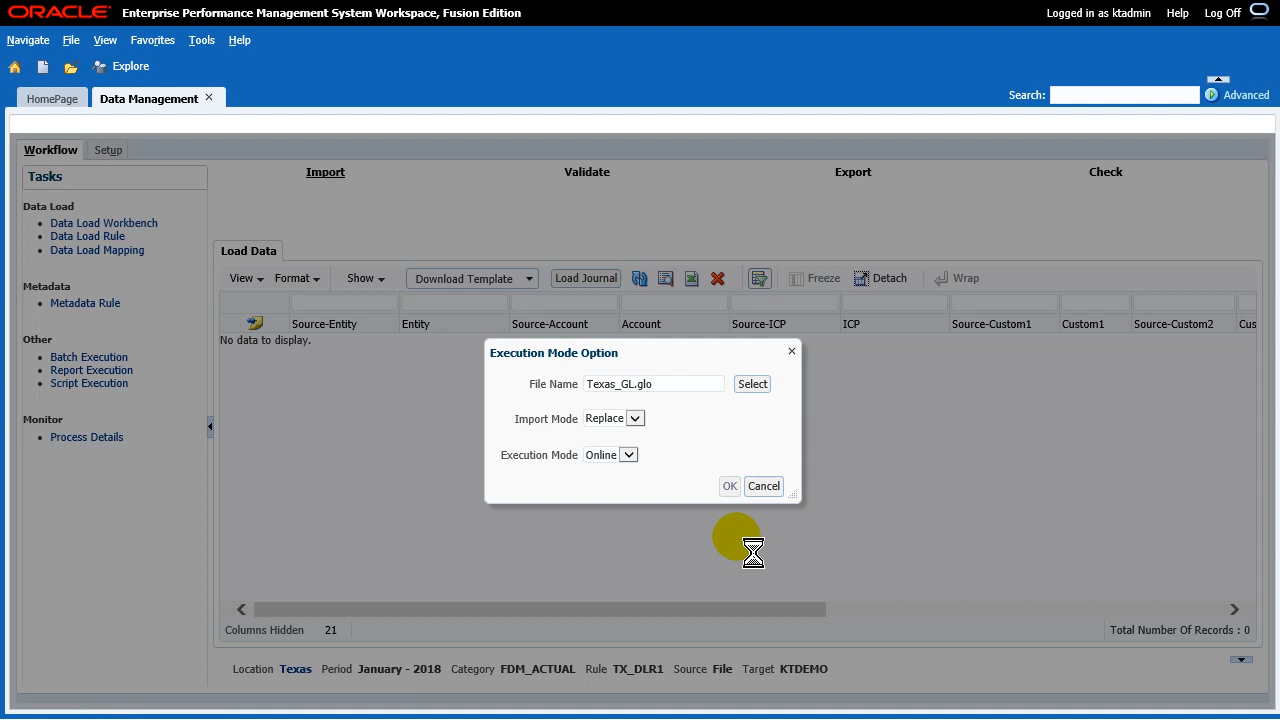 ORACLE Enterprise Performance Management System Workspace, Fusion Edition Logged in as ktadmin Help Log Off
Navigate File View Favorites Tools Help
Explore
HomePage Data Management Search: Advanced
Workflow Setup
Tasks
Import Validate Export Check
Data Load
Data Load Workbench
Data Load Rule
Data Load Mapping
Metadata
Metadata Rule
Other
Batch Execution
Report Execution
Script Execution
Monitor
Process Details
Load Data
View Format Show Download Template Load Journal Freeze Detach Wrap
Source-Entity Entity Source-Account Account Source-ICP ICP Source-Custom1 Custom1 Source-Custom2 Cus
No data to display.
Execution Mode Option
File Name Texas_GL.glo Select
Import Mode Replace
Execution Mode Online
OK Cancel
Columns Hidden 21 Total Number Of Records : 0
Location Texas Period January - 2018 Category FDM_ACTUAL Rule TX_DLR1 Source File Target KTDEMO